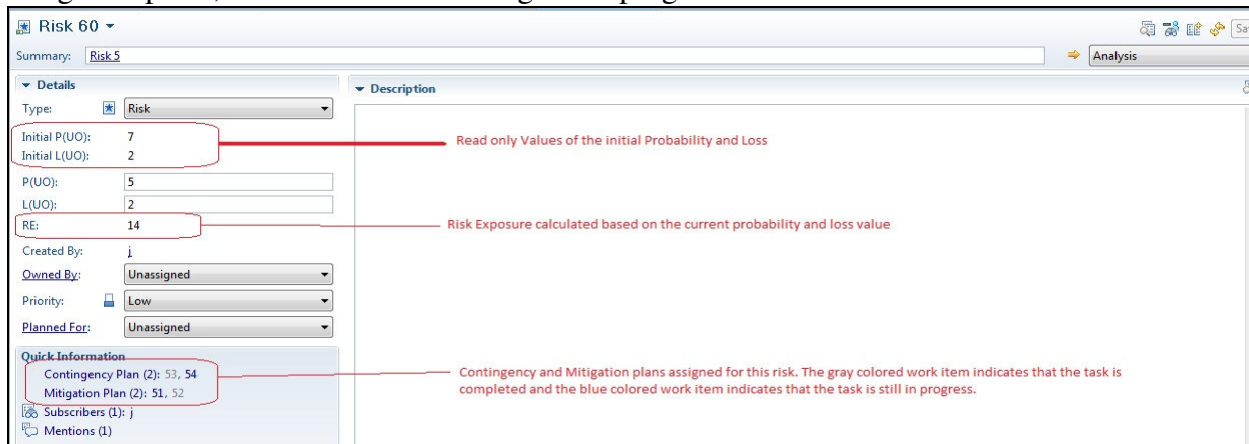 Risk 60
Sa
Summary: Risk 5
Analysis
Details
Description
Type: Risk
Initial P(UO): 7
Read only Values of the initial Probability and Loss
Initial L(UO): 2
P(UO): 5
L(UO): 2
RE: 14
Risk Exposure calculated based on the current probability and loss value
Created By: j
Owned By: Unassigned
Priority: Low
Planned For: Unassigned
Quick Information
Contingency Plan (2): 53, 54
Mitigation Plan (2): 51, 52
Contingency and Mitigation plans assigned for this risk. The gray colored work item indicates that the task is
completed and the blue colored work item indicates that the task is still in progress.
Subscribers (1): j
Mentions (1)